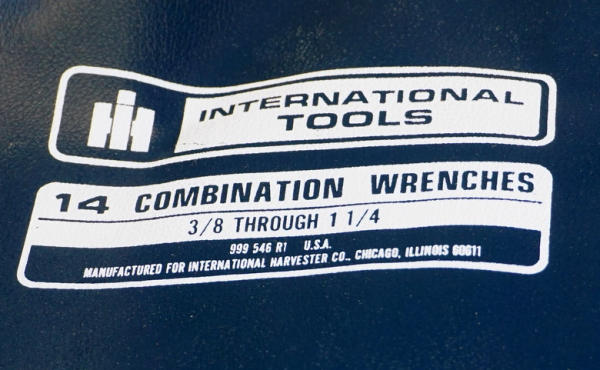 INTERNATIONAL
TOOLS
14 COMBINATION WRENCHES
3/8 THROUGH 1 1/4
999 546 R1 U.S.A.
MANUFACTURED FOR INTERNATIONAL HARVESTER CO., CHICAGO, ILLINOIS 60611